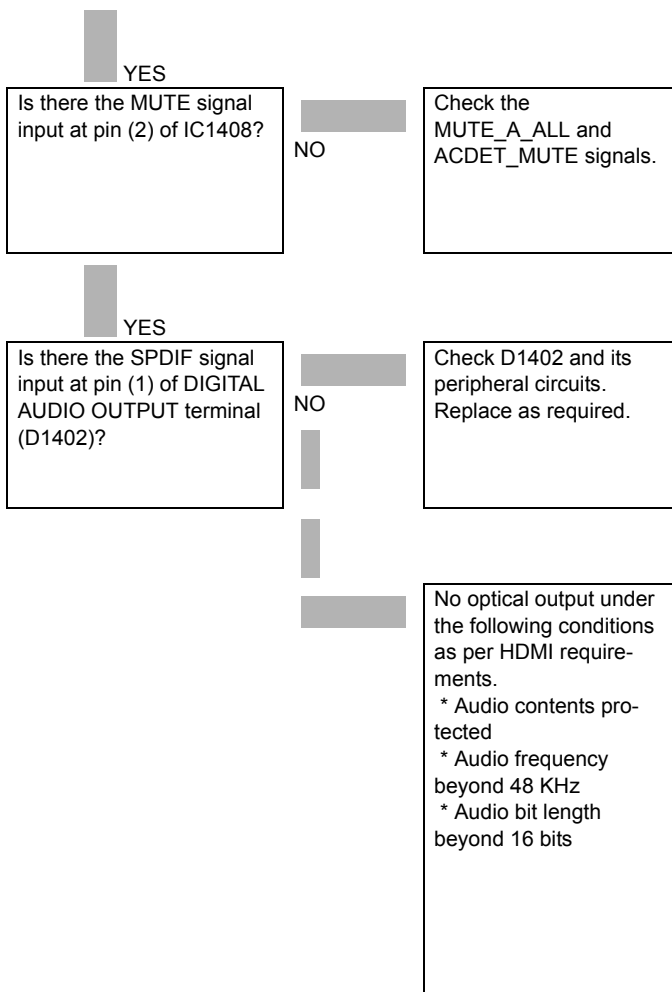 YES
Is there the MUTE signal
input at pin (2) of IC1408?
NO
Check the
MUTE_A_ALL and
ACDET_MUTE signals.
YES
Is there the SPDIF signal
input at pin (1) of DIGITAL
AUDIO OUTPUT terminal
(D1402)?
NO
Check D1402 and its
peripheral circuits.
Replace as required.
No optical output under
the following conditions
as per HDMI require-
ments.
* Audio contents pro-
tected
* Audio frequency
beyond 48 KHz
* Audio bit length
beyond 16 bits